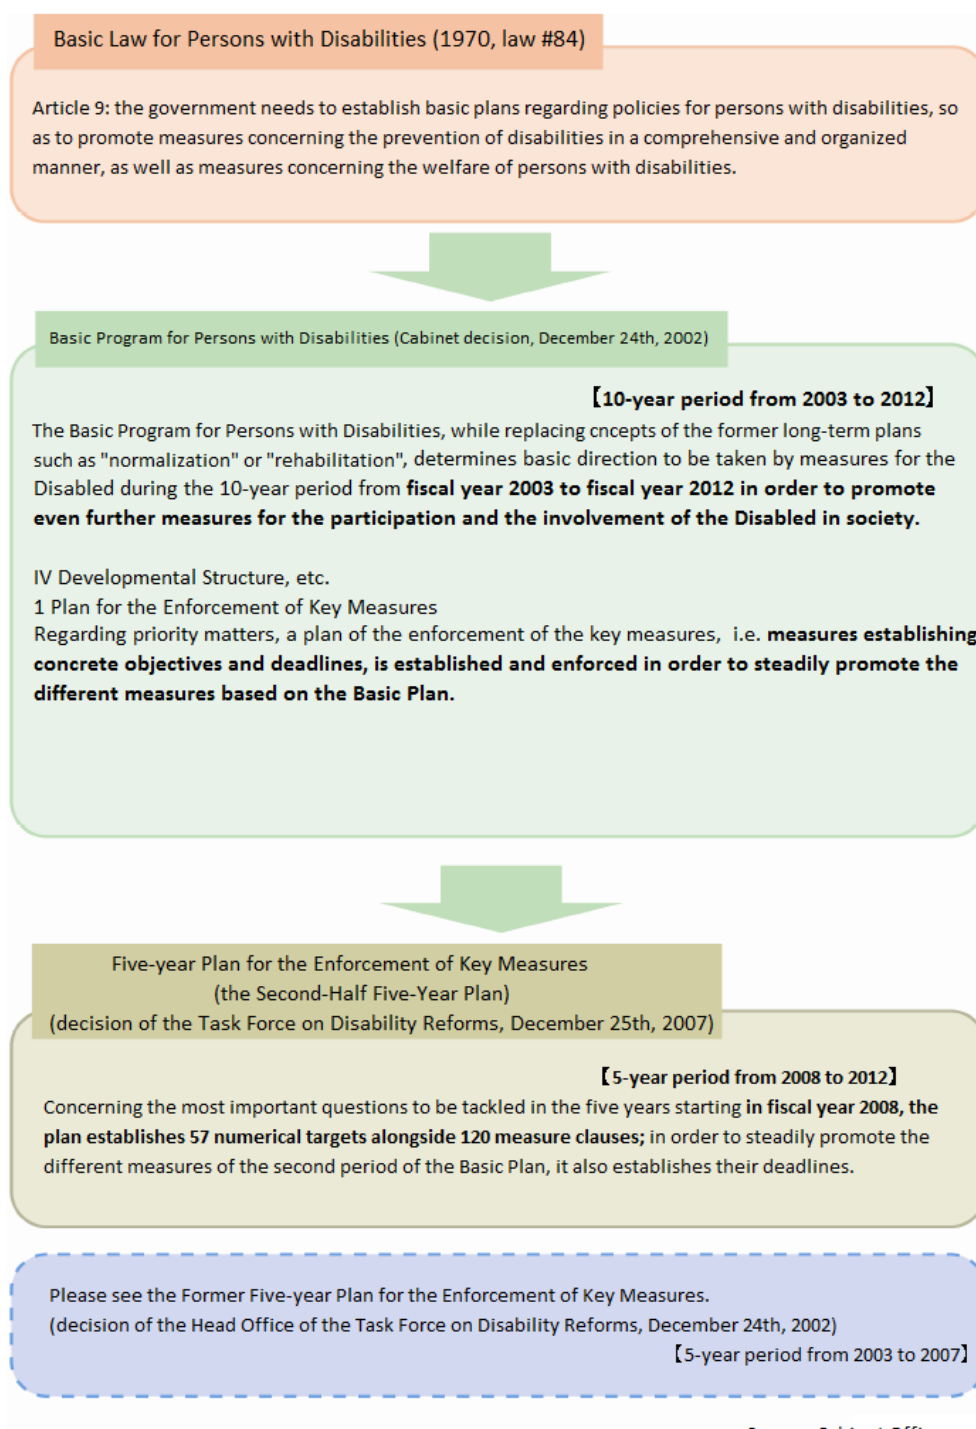 Basic Law for Persons with Disabilities (1970, law #84)
Article 9: the government needs to establish basic plans regarding policies for persons with disabilities, so
as to promote measures concerning the prevention of disabilities in a comprehensive and organized
manner, as well as measures concerning the welfare of persons with disabilities.
Basic Program for Persons with Disabilities (Cabinet decision, December 24th, 2002)
【10-year period from 2003 to 2012】
The Basic Program for Persons with Disabilities, while replacing cncepts of the former long-term plans
such as "normalization" or "rehabilitation", determines basic direction to be taken by measures for the
Disabled during the 10-year period from fiscal year 2003 to fiscal year 2012 in order to promote
even further measures for the participation and the involvement of the Disabled in society.
IV Developmental Structure, etc.
1 Plan for the Enforcement of Key Measures
Regarding priority matters, a plan of the enforcement of the key measures, i.e. measures establishing
concrete objectives and deadlines, is established and enforced in order to steadily promote the
different measures based on the Basic Plan.
Five-year Plan for the Enforcement of Key Measures
(the Second-Half Five-Year Plan)
(decision of the Task Force on Disability Reforms, December 25th, 2007)
【5-year period from 2008 to 2012】
Concerning the most important questions to be tackled in the five years starting in fiscal year 2008, the
plan establishes 57 numerical targets alongside 120 measure clauses; in order to steadily promote the
different measures of the second period of the Basic Plan, it also establishes their deadlines.
Please see the Former Five-year Plan for the Enforcement of Key Measures.
(decision of the Head Office of the Task Force on Disability Reforms, December 24th, 2002)
【5-year period from 2003 to 2007】